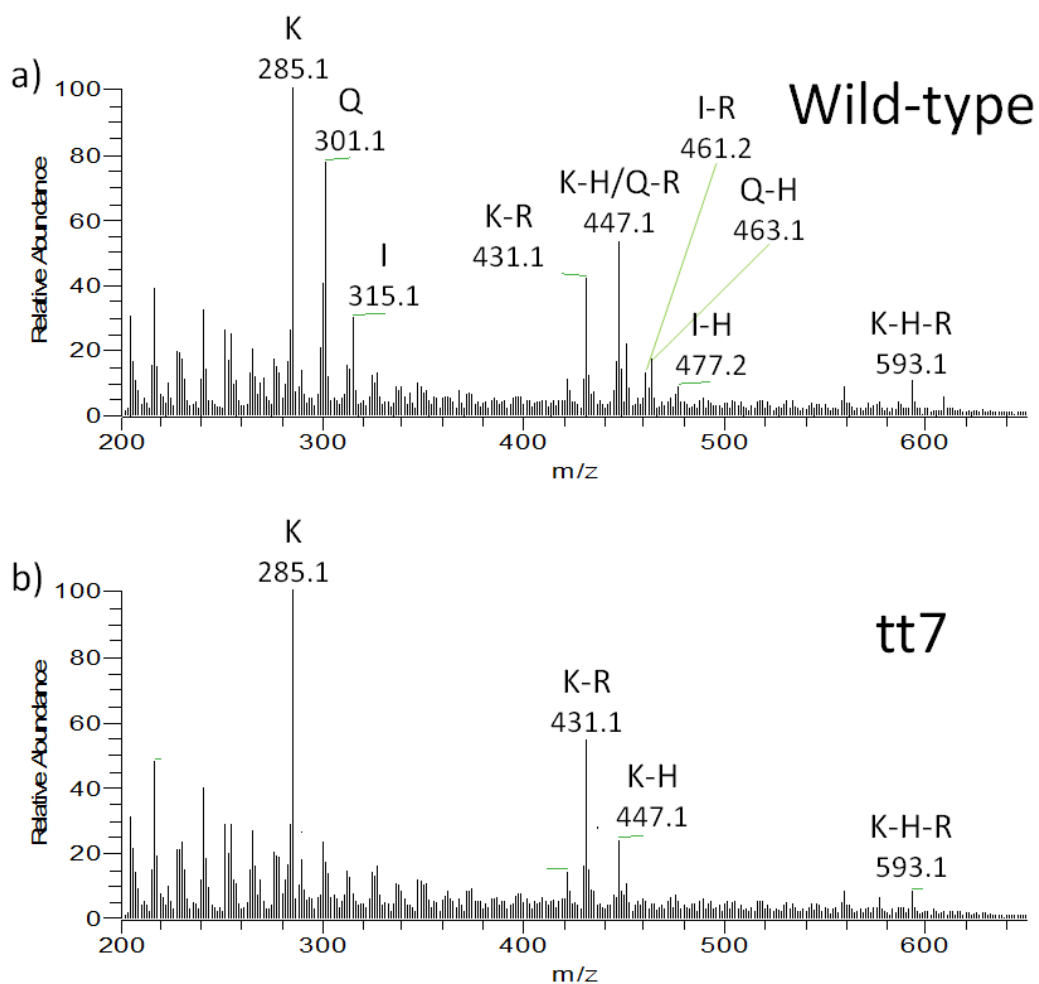 a)
Wild-type
K
285.1
Q
301.1
I
315.1
K-R
431.1
K-H/Q-R
447.1
I-R
461.2
Q-H
463.1
I-H
477.2
K-H-R
593.1
Relative Abundance
100
80
60
40
20
0
200 300 400 500 600
m/z
b)
tt7
K
285.1
K-R
431.1
K-H
447.1
K-H-R
593.1
Relative Abundance
100
80
60
40
20
0
200 300 400 500 600
m/z